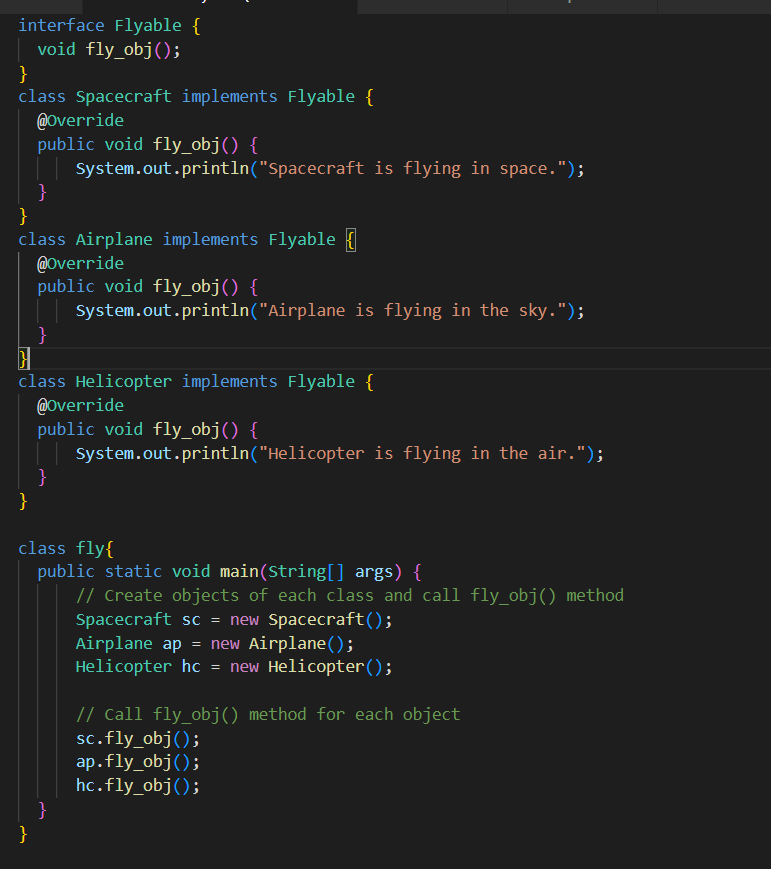 interface Flyable {
  void fly_obj();
}
class Spacecraft implements Flyable {
  @Override
  public void fly_obj() {
      System.out.println("Spacecraft is flying in space.");
  }
}
class Airplane implements Flyable {
  @Override
  public void fly_obj() {
      System.out.println("Airplane is flying in the sky.");
  }
}
class Helicopter implements Flyable {
  @Override
  public void fly_obj() {
      System.out.println("Helicopter is flying in the air.");
  }
}

class fly{
  public static void main(String[] args) {
      // Create objects of each class and call fly_obj() method
      Spacecraft sc = new Spacecraft();
      Airplane ap = new Airplane();
      Helicopter hc = new Helicopter();

      // Call fly_obj() method for each object
      sc.fly_obj();
      ap.fly_obj();
      hc.fly_obj();
  }
}